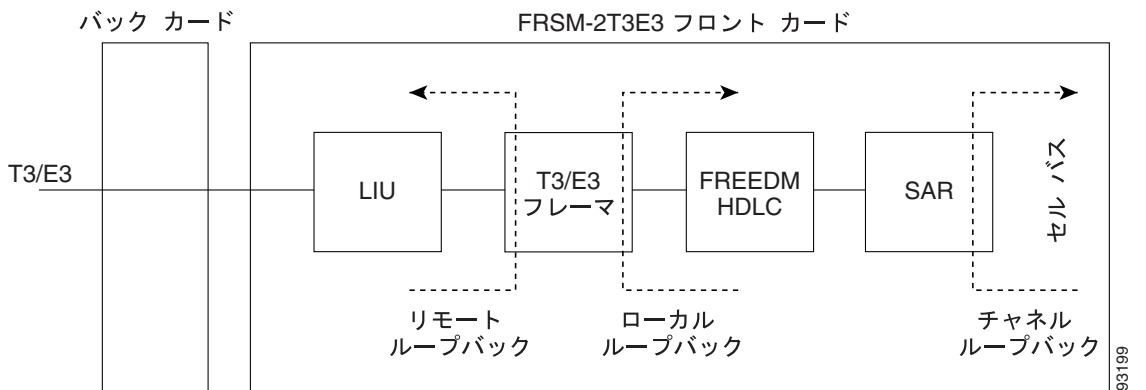 バック カード
FRSM-2T3E3 フロント カード
T3/E3
LIU
T3/E3
フレーマ
FREEDM
HDLC
SAR
セル バス
リモート
ループバック
ローカル
ループバック
チャネル
ループバック
93199